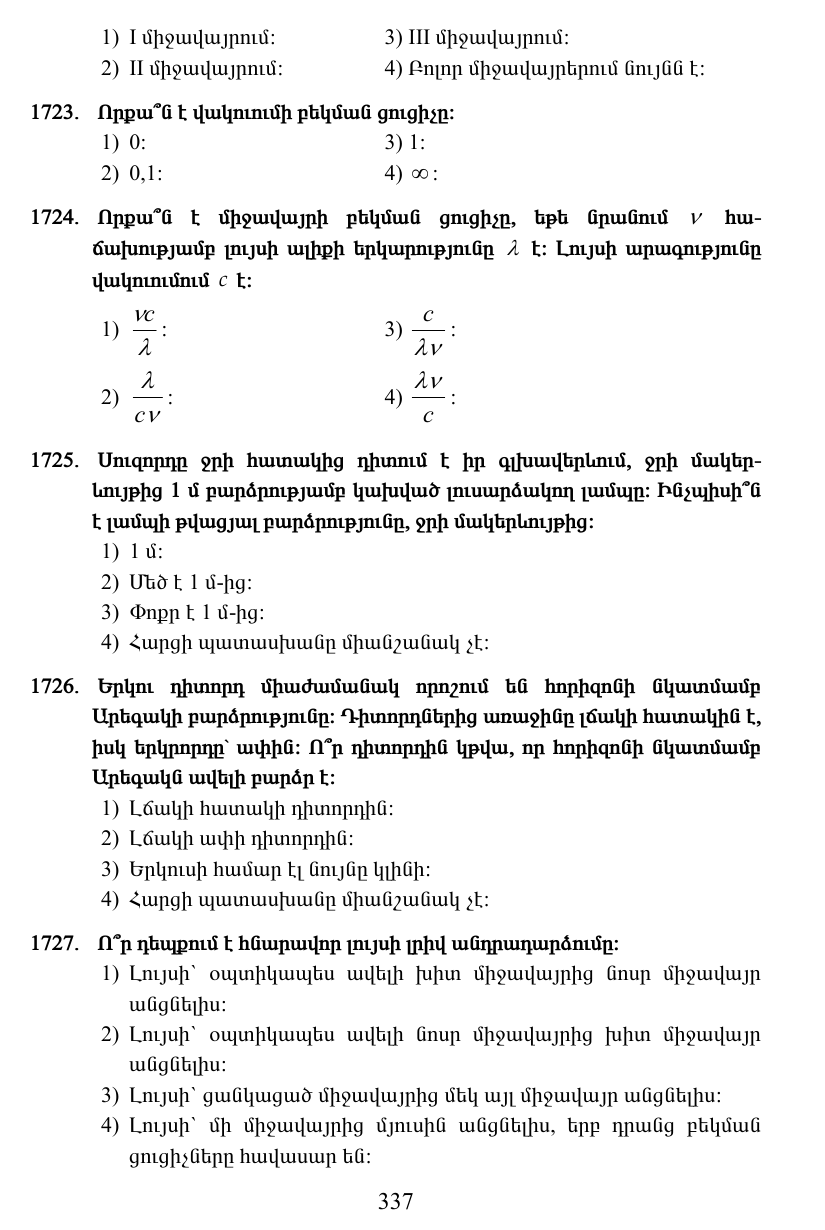 1) I միջավայրում: 3) III միջավայրում:
2) II միջավայրում: 4) Բոլոր միջավայրերում նույնն է:
1723. Որքա՞ն է վակուումի բեկման ցուցիչը:
1) 0: 3) 1:
2) 0,1: 4) ∞:
1724. Որքա՞ն է միջավայրի բեկման ցուցիչը, եթե նրանում ν հա-
ճախությամբ լույսի ալիքի երկարությունը λ է: Լույսի արագությունը
վակուումում c է:
1) νc/λ: 3) c/λν:
2) λ/cν: 4) λν/c:
1725. Սուզորդը ջրի հատակից դիտում է իր գլխավերևում, ջրի մակեր-
ևույթից 1 մ բարձրությամբ կախված լուսարձակող լամպը: Ինչպիսի՞ն
է լամպի թվացյալ բարձրությունը, ջրի մակերևույթից:
1) 1 մ:
2) Մեծ է 1 մ-ից:
3) Փոքր է 1 մ-ից:
4) Հարցի պատասխանը միանշանակ չէ:
1726. Երկու դիտորդ միաժամանակ որոշում են հորիզոնի նկատմամբ
Արեգակի բարձրությունը: Դիտորդներից առաջինը լճակի հատակին է,
իսկ երկրորդը՝ ափին: Ո՞ր դիտորդին կթվա, որ հորիզոնի նկատմամբ
Արեգակն ավելի բարձր է:
1) Լճակի հատակի դիտորդին:
2) Լճակի ափի դիտորդին:
3) Երկուսի համար էլ նույնը կլինի:
4) Հարցի պատասխանը միանշանակ չէ:
1727. Ո՞ր դեպքում է հնարավոր լույսի լրիվ անդրադարձումը:
1) Լույսի՝ օպտիկապես ավելի խիտ միջավայրից նոսր միջավայր
անցնելիս:
2) Լույսի՝ օպտիկապես ավելի նոսր միջավայրից խիտ միջավայր
անցնելիս:
3) Լույսի՝ ցանկացած միջավայրից մեկ այլ միջավայր անցնելիս:
4) Լույսի՝ մի միջավայրից մյուսին անցնելիս, երբ դրանց բեկման
ցուցիչները հավասար են:
337